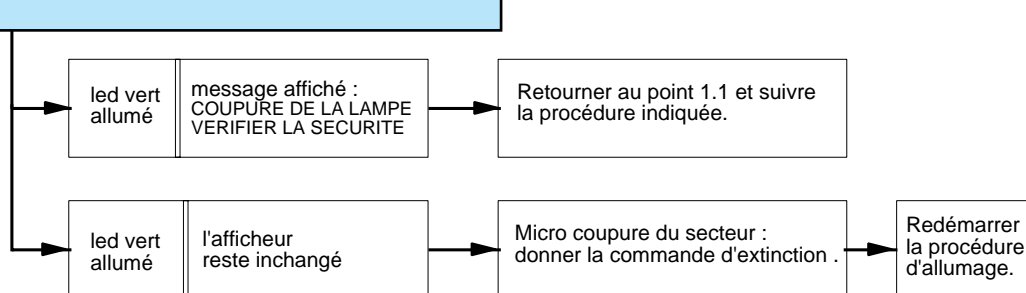 led vert
allumé
message affiché :
COUPURE DE LA LAMPE
VERIFIER LA SECURITE
Retourner au point 1.1 et suivre
la procédure indiquée.
led vert
allumé
l'afficheur
reste inchangé
Micro coupure du secteur :
donner la commande d'extinction .
Redémarrer
la procédure
d'allumage.